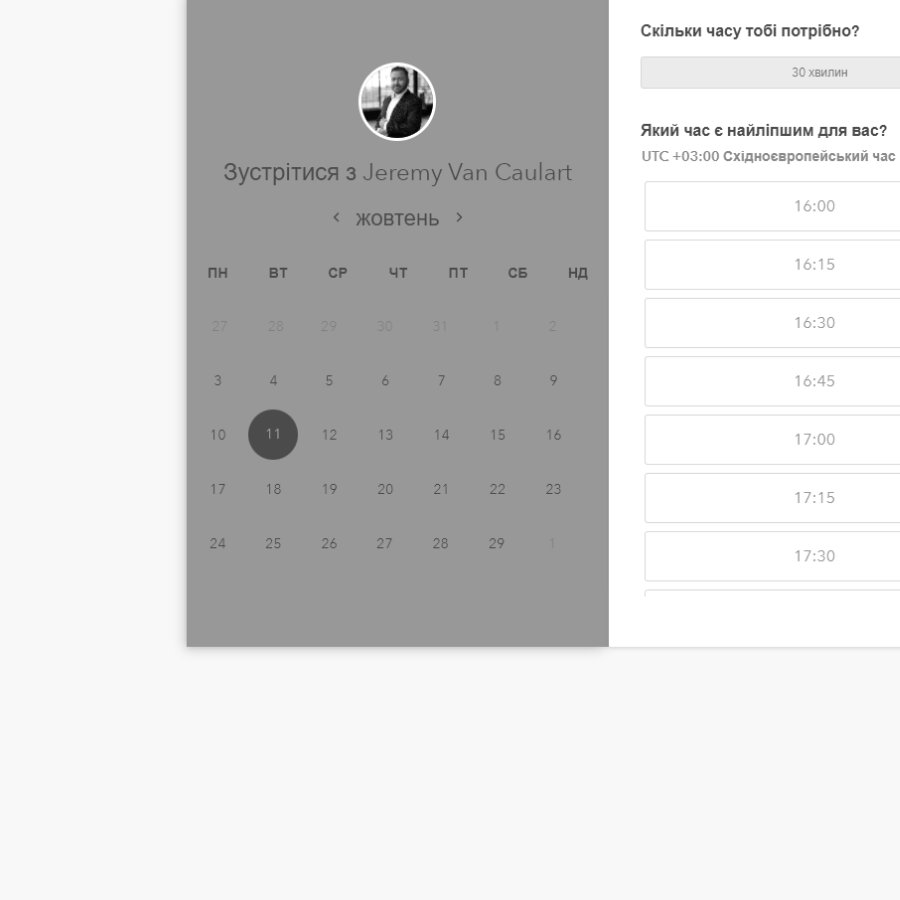 Зустрітися з Jeremy Van Caulart
‹ жовтень ›
ПН ВТ СР ЧТ ПТ СБ НД
27 28 29 30 31 1 2
3 4 5 6 7 8 9
10 11 12 13 14 15 16
17 18 19 20 21 22 23
24 25 26 27 28 29 1
Скільки часу тобі потрібно?
30 хвилин
Який час є найліпшим для вас?
UTC +03:00 Східноєвропейський час
16:00
16:15
16:30
16:45
17:00
17:15
17:30